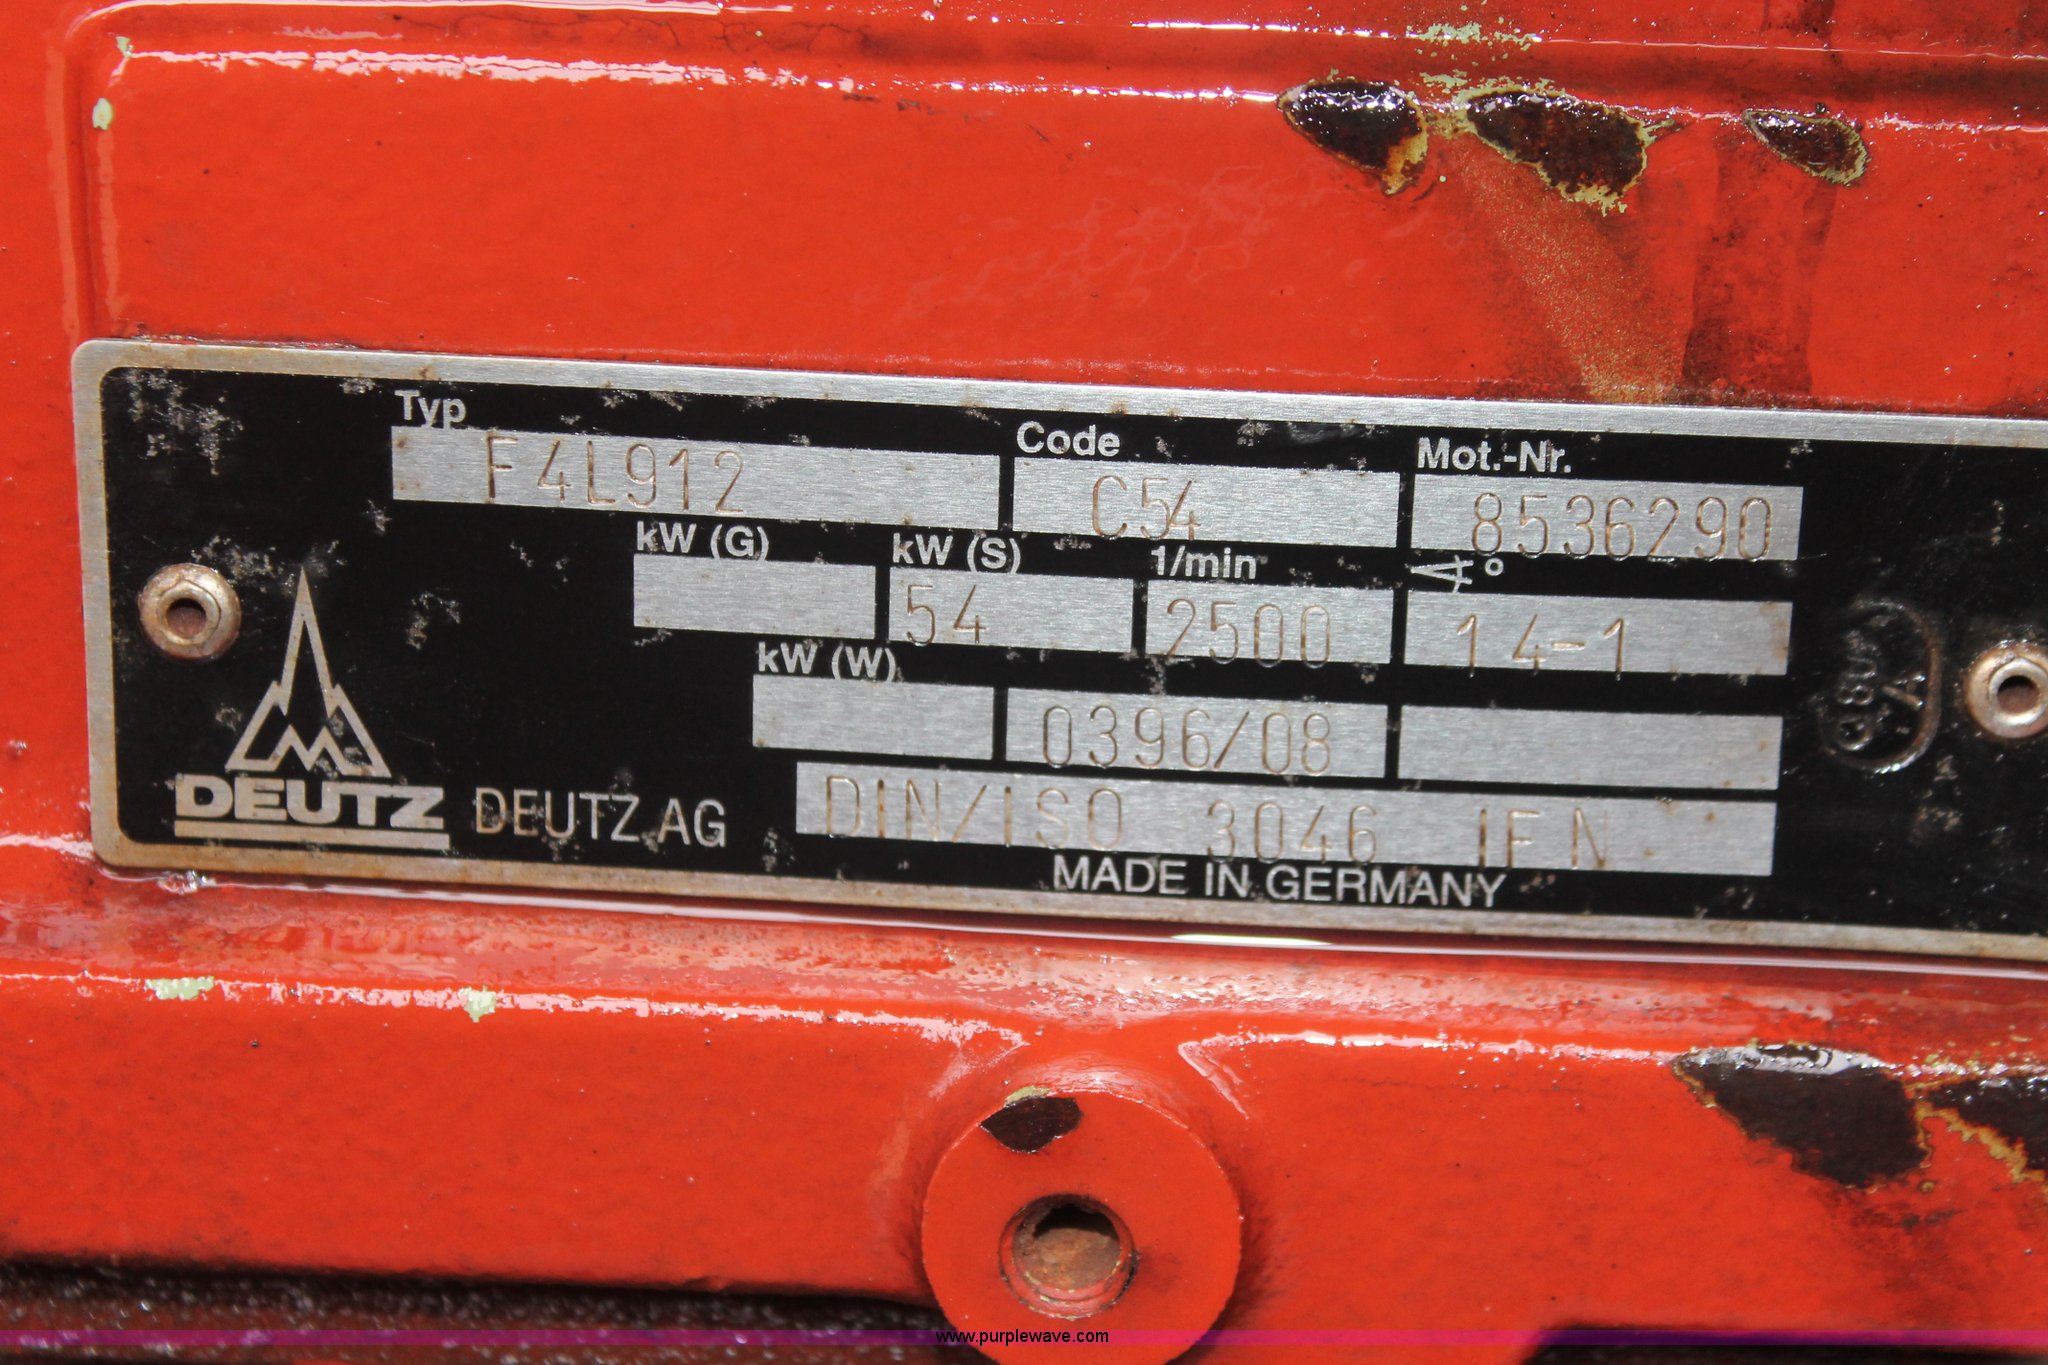 Typ Code Mot.-Nr.
F4L912 C54 8536290
kW (G) kW (S) 1/min °
54 2500 14-1
kW (W)
0396/08
DEUTZ DEUTZ AG DIN/ISO 3046 IFN
MADE IN GERMANY
www.purplewave.com